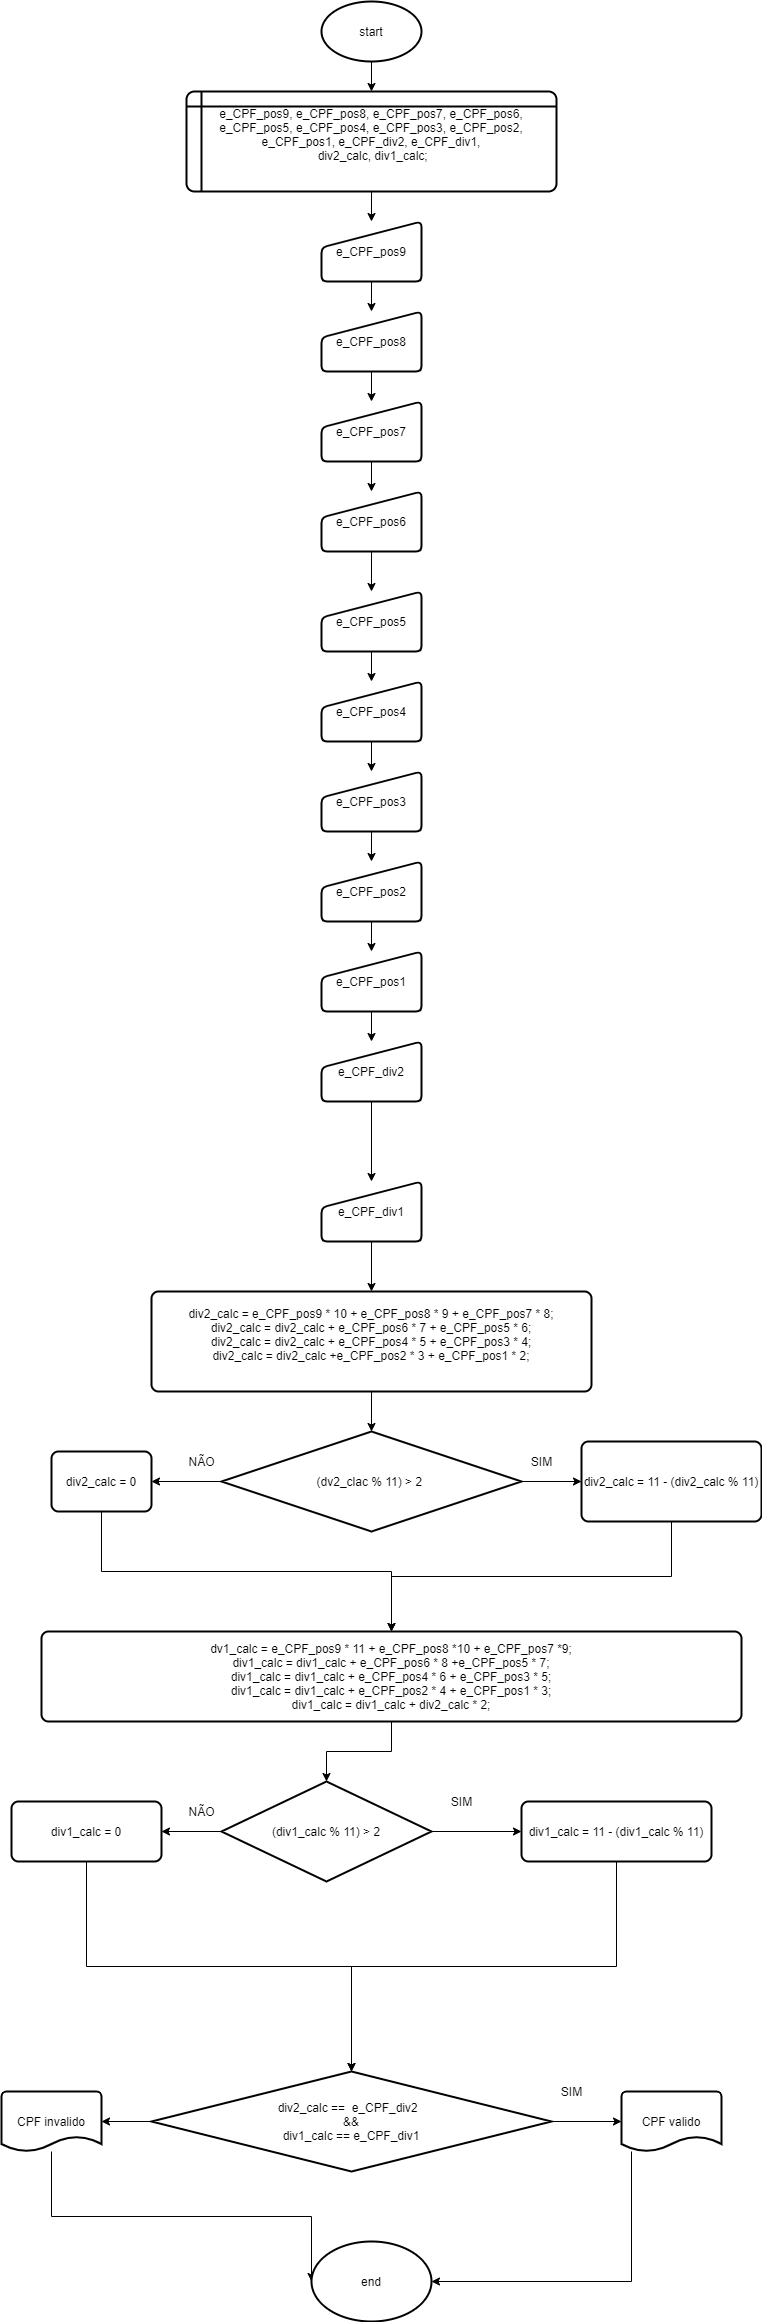 start
e_CPF_pos9, e_CPF_pos8, e_CPF_pos7, e_CPF_pos6,
e_CPF_pos5, e_CPF_pos4, e_CPF_pos3, e_CPF_pos2,
e_CPF_pos1, e_CPF_div2, e_CPF_div1,
div2_calc, div1_calc;
e_CPF_pos9
e_CPF_pos8
e_CPF_pos7
e_CPF_pos6
e_CPF_pos5
e_CPF_pos4
e_CPF_pos3
e_CPF_pos2
e_CPF_pos1
e_CPF_div2
e_CPF_div1
div2_calc = e_CPF_pos9 * 10 + e_CPF_pos8 * 9 + e_CPF_pos7 * 8;
div2_calc = div2_calc + e_CPF_pos6 * 7 + e_CPF_pos5 * 6;
div2_calc = div2_calc + e_CPF_pos4 * 5 + e_CPF_pos3 * 4;
div2_calc = div2_calc +e_CPF_pos2 * 3 + e_CPF_pos1 * 2;
NÃO
SIM
div2_calc = 0
(dv2_clac % 11) > 2
div2_calc = 11 - (div2_calc % 11)
dv1_calc = e_CPF_pos9 * 11 + e_CPF_pos8 *10 + e_CPF_pos7 *9;
div1_calc = div1_calc + e_CPF_pos6 * 8 +e_CPF_pos5 * 7;
div1_calc = div1_calc + e_CPF_pos4 * 6 + e_CPF_pos3 * 5;
div1_calc = div1_calc + e_CPF_pos2 * 4 + e_CPF_pos1 * 3;
div1_calc = div1_calc + div2_calc * 2;
NÃO
SIM
div1_calc = 0
(div1_calc % 11) > 2
div1_calc = 11 - (div1_calc % 11)
SIM
CPF invalido
div2_calc == e_CPF_div2
&&
div1_calc == e_CPF_div1
CPF valido
end